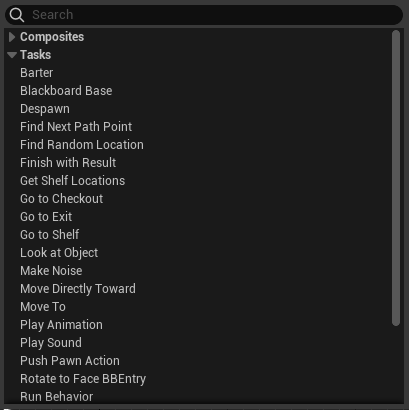 Search
Composites
Tasks
Barter
Blackboard Base
Despawn
Find Next Path Point
Find Random Location
Finish with Result
Get Shelf Locations
Go to Checkout
Go to Exit
Go to Shelf
Look at Object
Make Noise
Move Directly Toward
Move To
Play Animation
Play Sound
Push Pawn Action
Rotate to Face BBEntry
Run Behavior